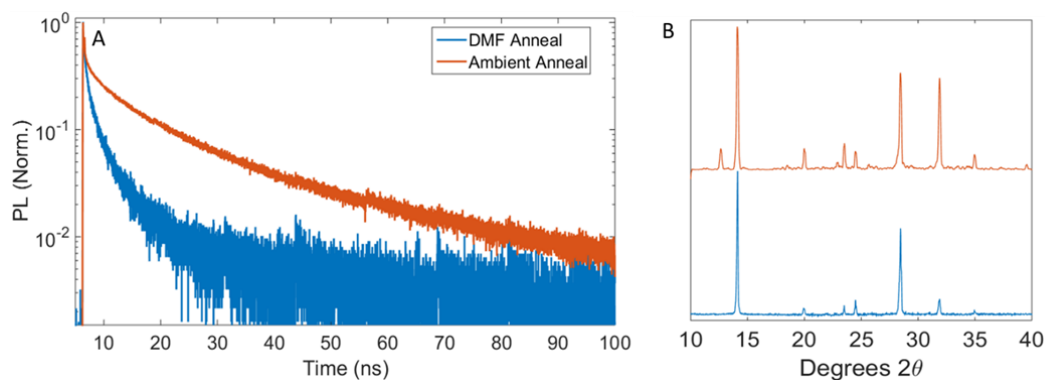 A
DMF Anneal
Ambient Anneal
10⁰
10⁻¹
10⁻²
PL (Norm.)
10 20 30 40 50 60 70 80 90 100
Time (ns)
B
10 15 20 25 30 35 40
Degrees 2θ